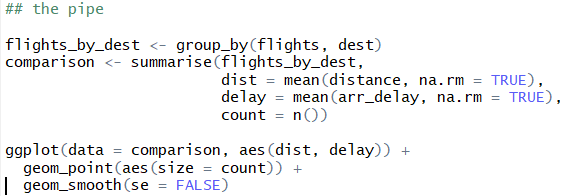 ## the pipe
flights_by_dest <- group_by(flights, dest)
comparison <- summarise(flights_by_dest,
                        dist = mean(distance, na.rm = TRUE),
                        delay = mean(arr_delay, na.rm = TRUE),
                        count = n())
ggplot(data = comparison, aes(dist, delay)) +
  geom_point(aes(size = count)) +
  geom_smooth(se = FALSE)